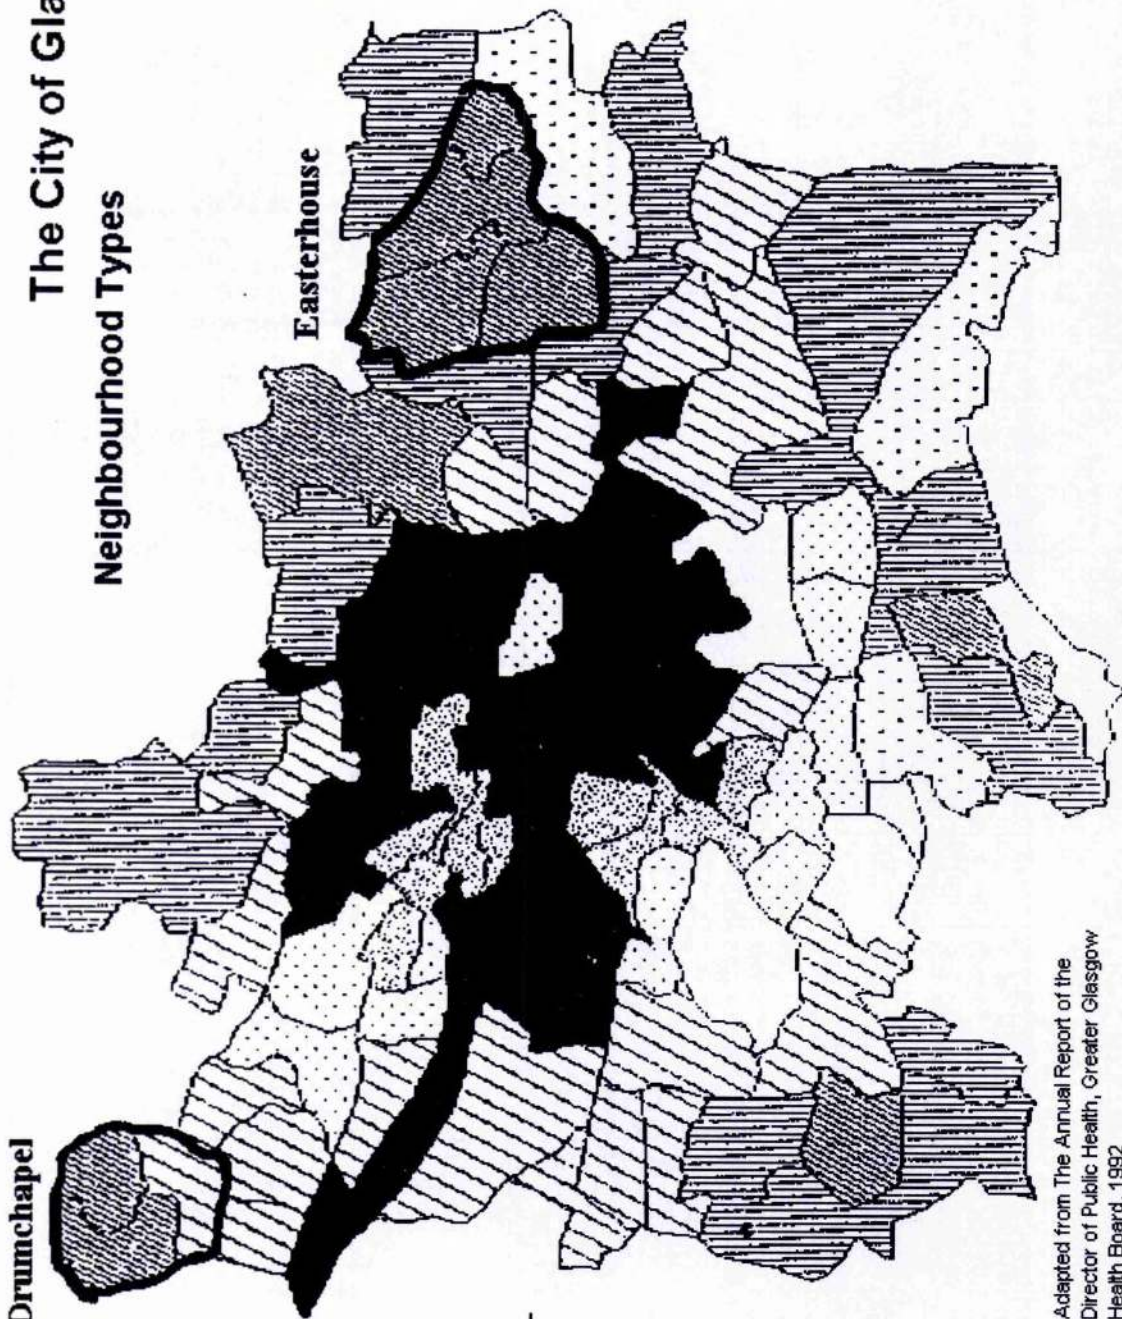 The City of Gla
Neighbourhood Types
Easterhouse
Drumchapel
Adapted from The Annual Report of the
Director of Public Health, Greater Glasgow
Health Board, 1992